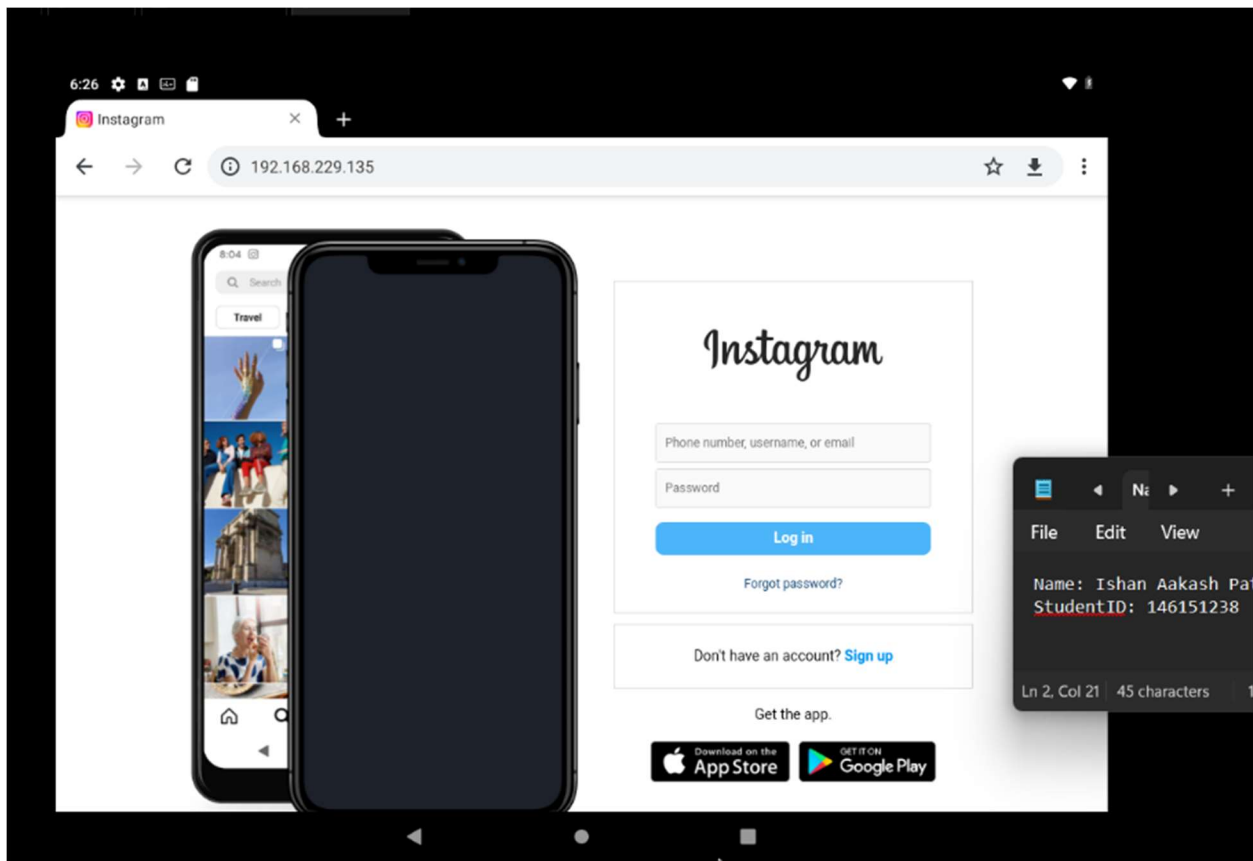 6:26
Instagram
192.168.229.135
8:04
Search
Travel
Instagram
Phone number, username, or email
Password
Log in
Forgot password?
Don't have an account? Sign up
Get the app.
Download on the
App Store
GET IT ON
Google Play
File Edit View
Name: Ishan Aakash
StudentID: 146151238
Ln 2, Col 21 45 characters